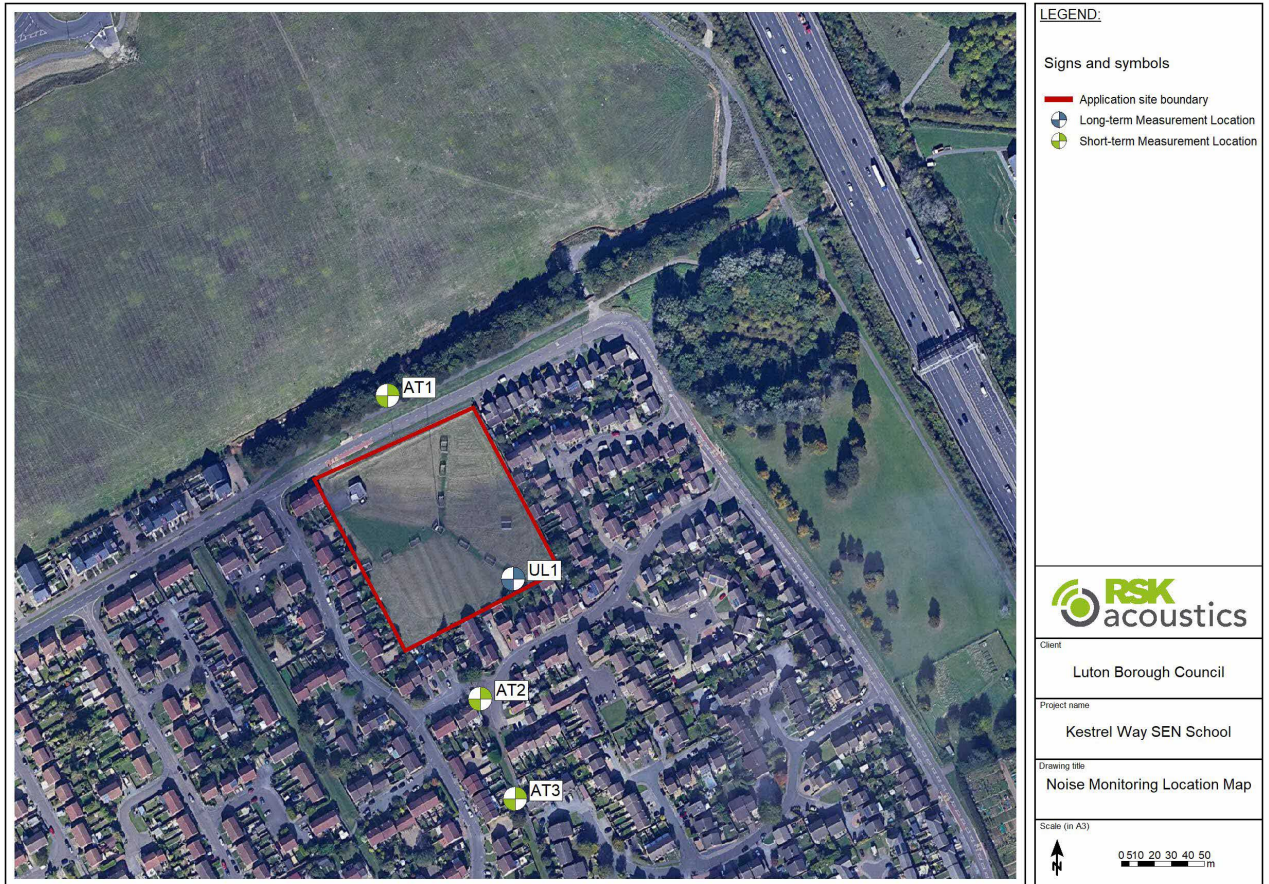 AT1
UL1
AT2
AT3
LEGEND:
Signs and symbols
Application site boundary
Long-term Measurement Location
Short-term Measurement Location
RSK
acoustics
Client
Luton Borough Council
Project name
Kestrel Way SEN School
Drawing title
Noise Monitoring Location Map
Scale (in A3)
N
0 510 20 30 40 50
m